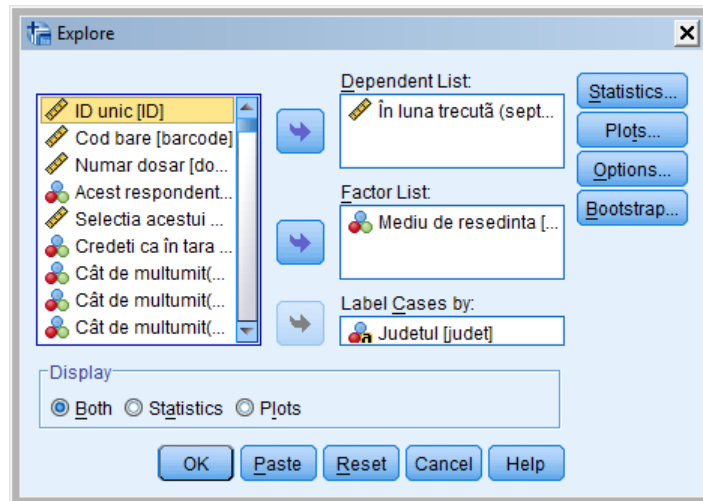 Explore
ID unic [ID]
Cod bare [barcode]
Numar dosar [do...
Acest respondent...
Selectia acestui ...
Credeti ca în tara ...
Cât de multumit(...
Cât de multumit(...
Cât de multumit(...
Dependent List:
În luna trecutã (sept...
Factor List:
Mediu de resedinta [...
Label Cases by:
a Judetul [judet]
Statistics...
Plots...
Options...
Bootstrap...
Display
Both Statistics Plots
OK Paste Reset Cancel Help